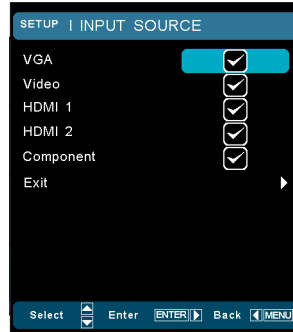 SETUP | INPUT SOURCE
VGA
Video
HDMI 1
HDMI 2
Component
Exit
Select Enter ENTER Back MENU